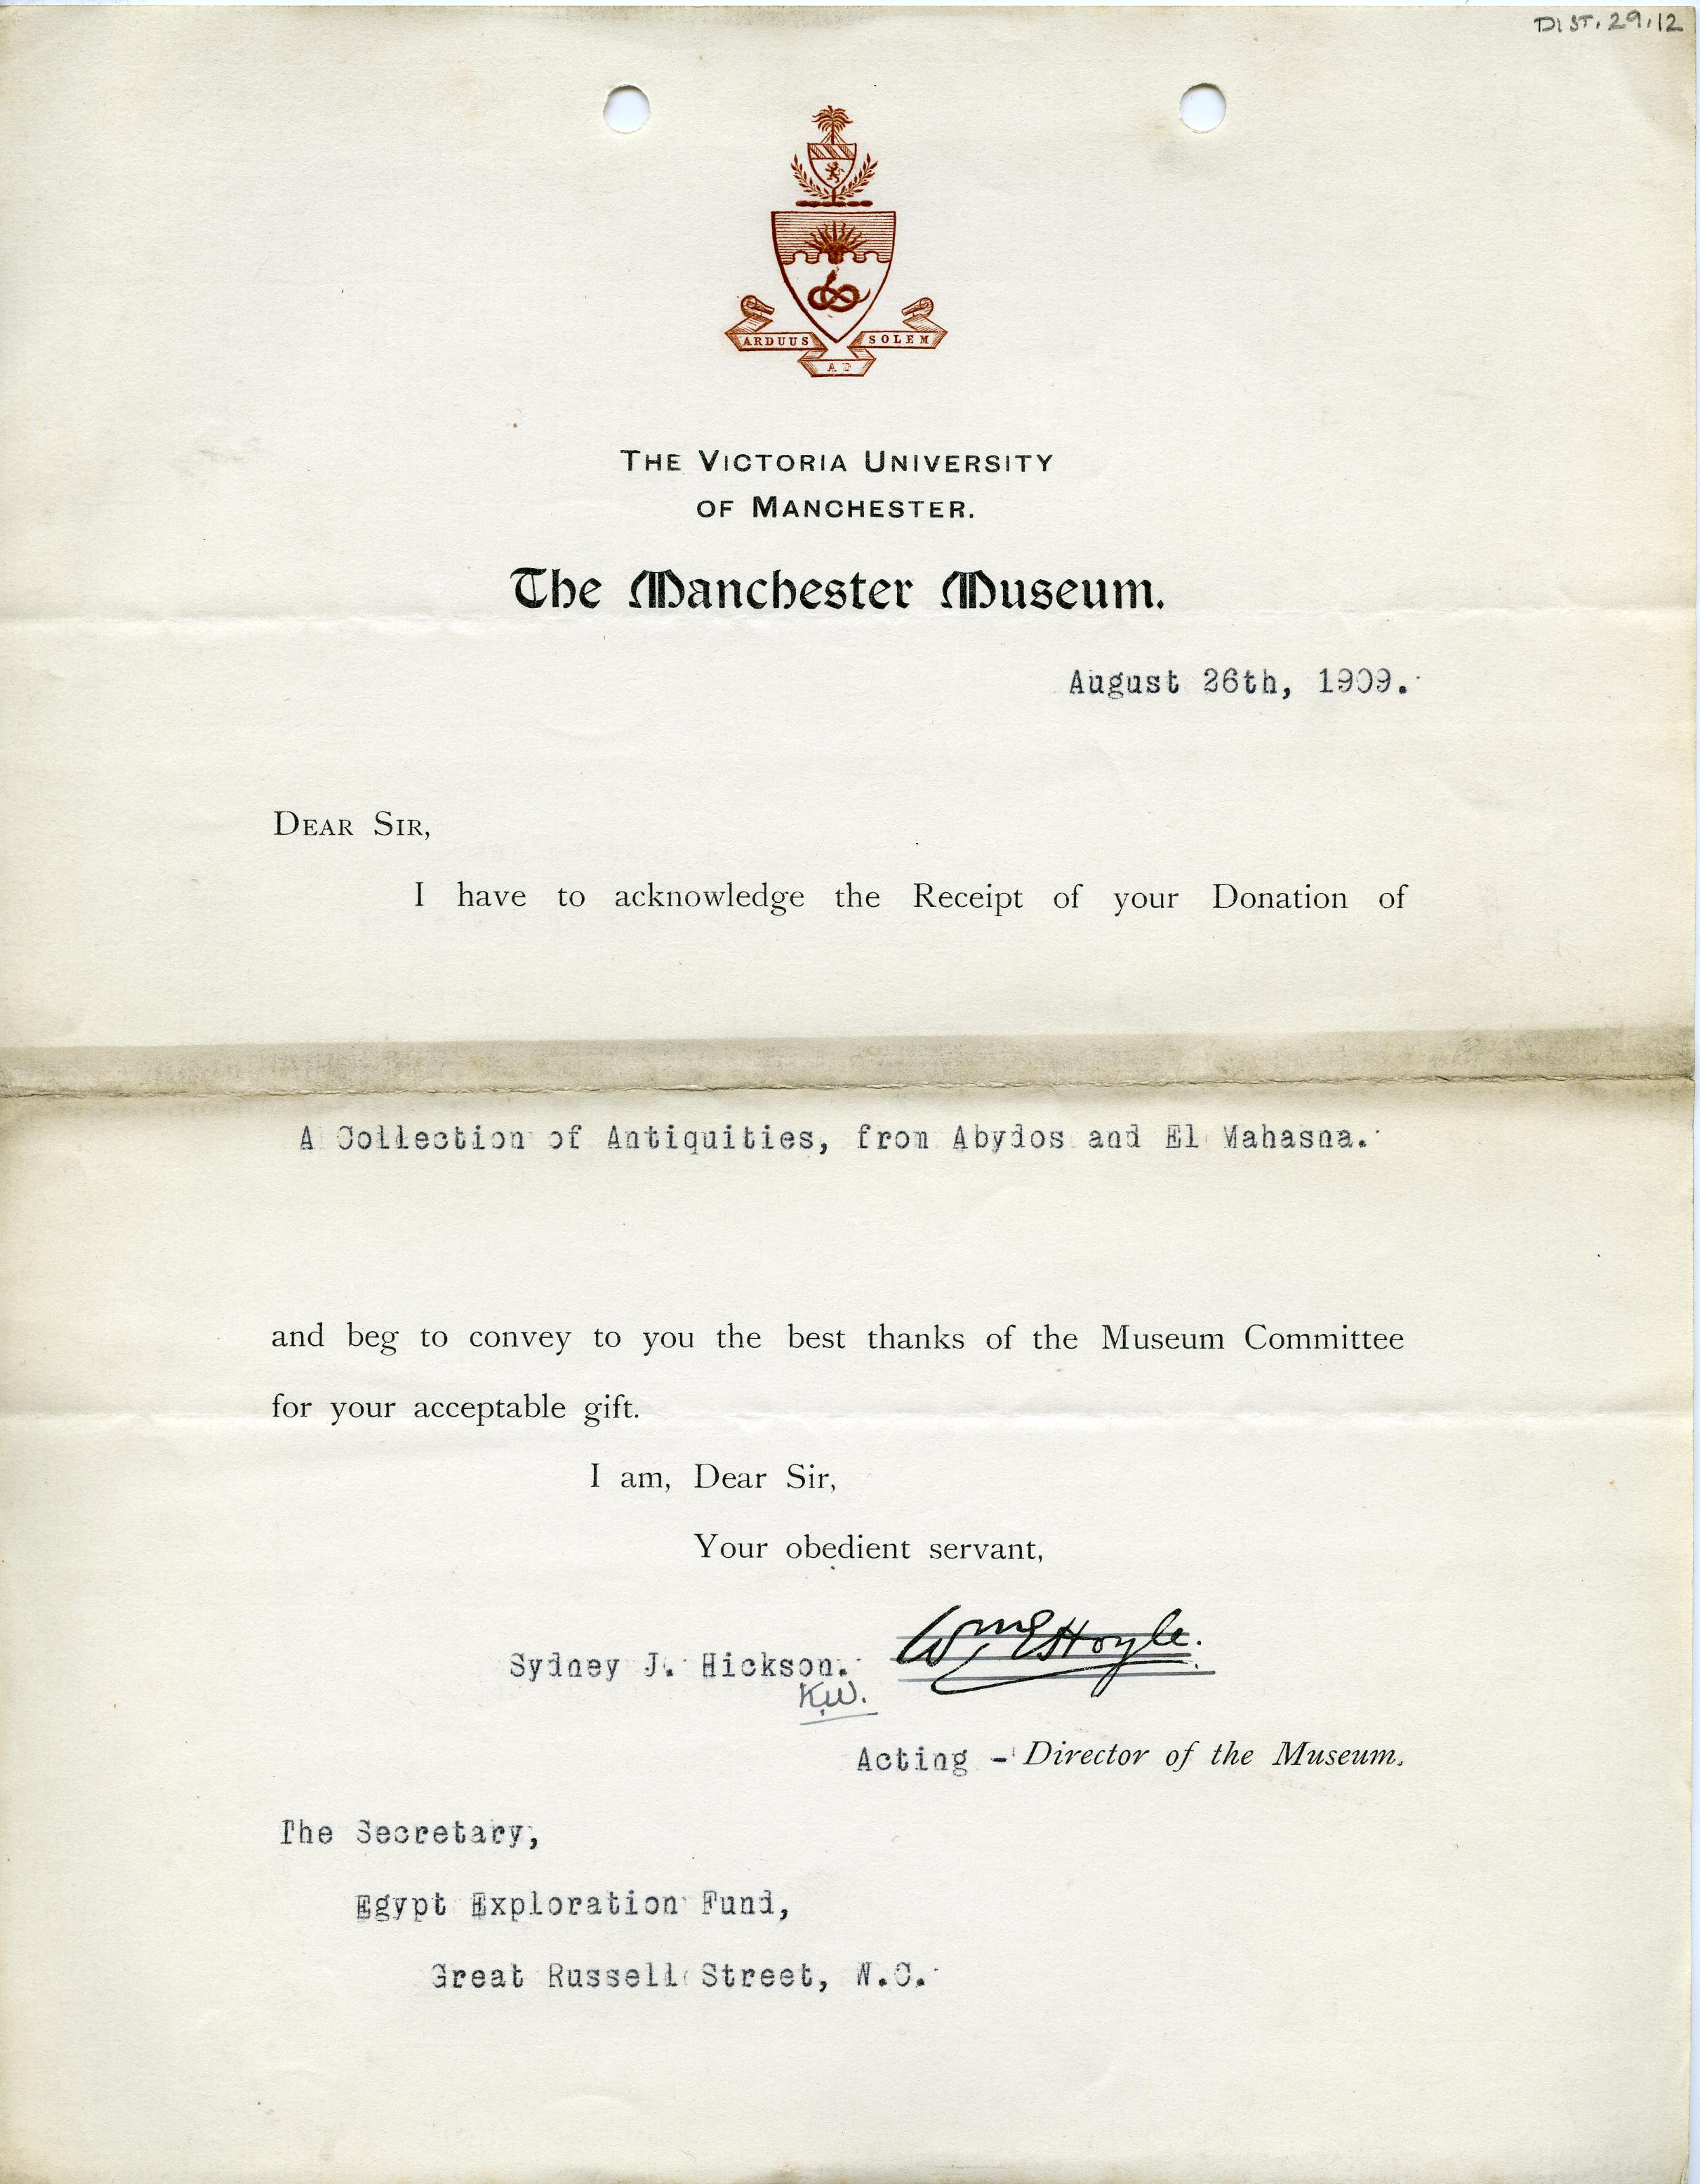 DIST.29.12
ARDUUS AD SOLEM
THE VICTORIA UNIVERSITY
OF MANCHESTER.
The Manchester Museum.
August 26th, 1909.
DEAR SIR,
I have to acknowledge the Receipt of your Donation of
A Collection of Antiquities, from Abydos and El Mahasna.
and beg to convey to you the best thanks of the Museum Committee
for your acceptable gift.
I am, Dear Sir,
Your obedient servant,
Wm E Hoyle.
Sydney J. Hickson.
K.W.
Acting - Director of the Museum.
The Secretary,
Egypt Exploration Fund,
Great Russell Street, W.C.